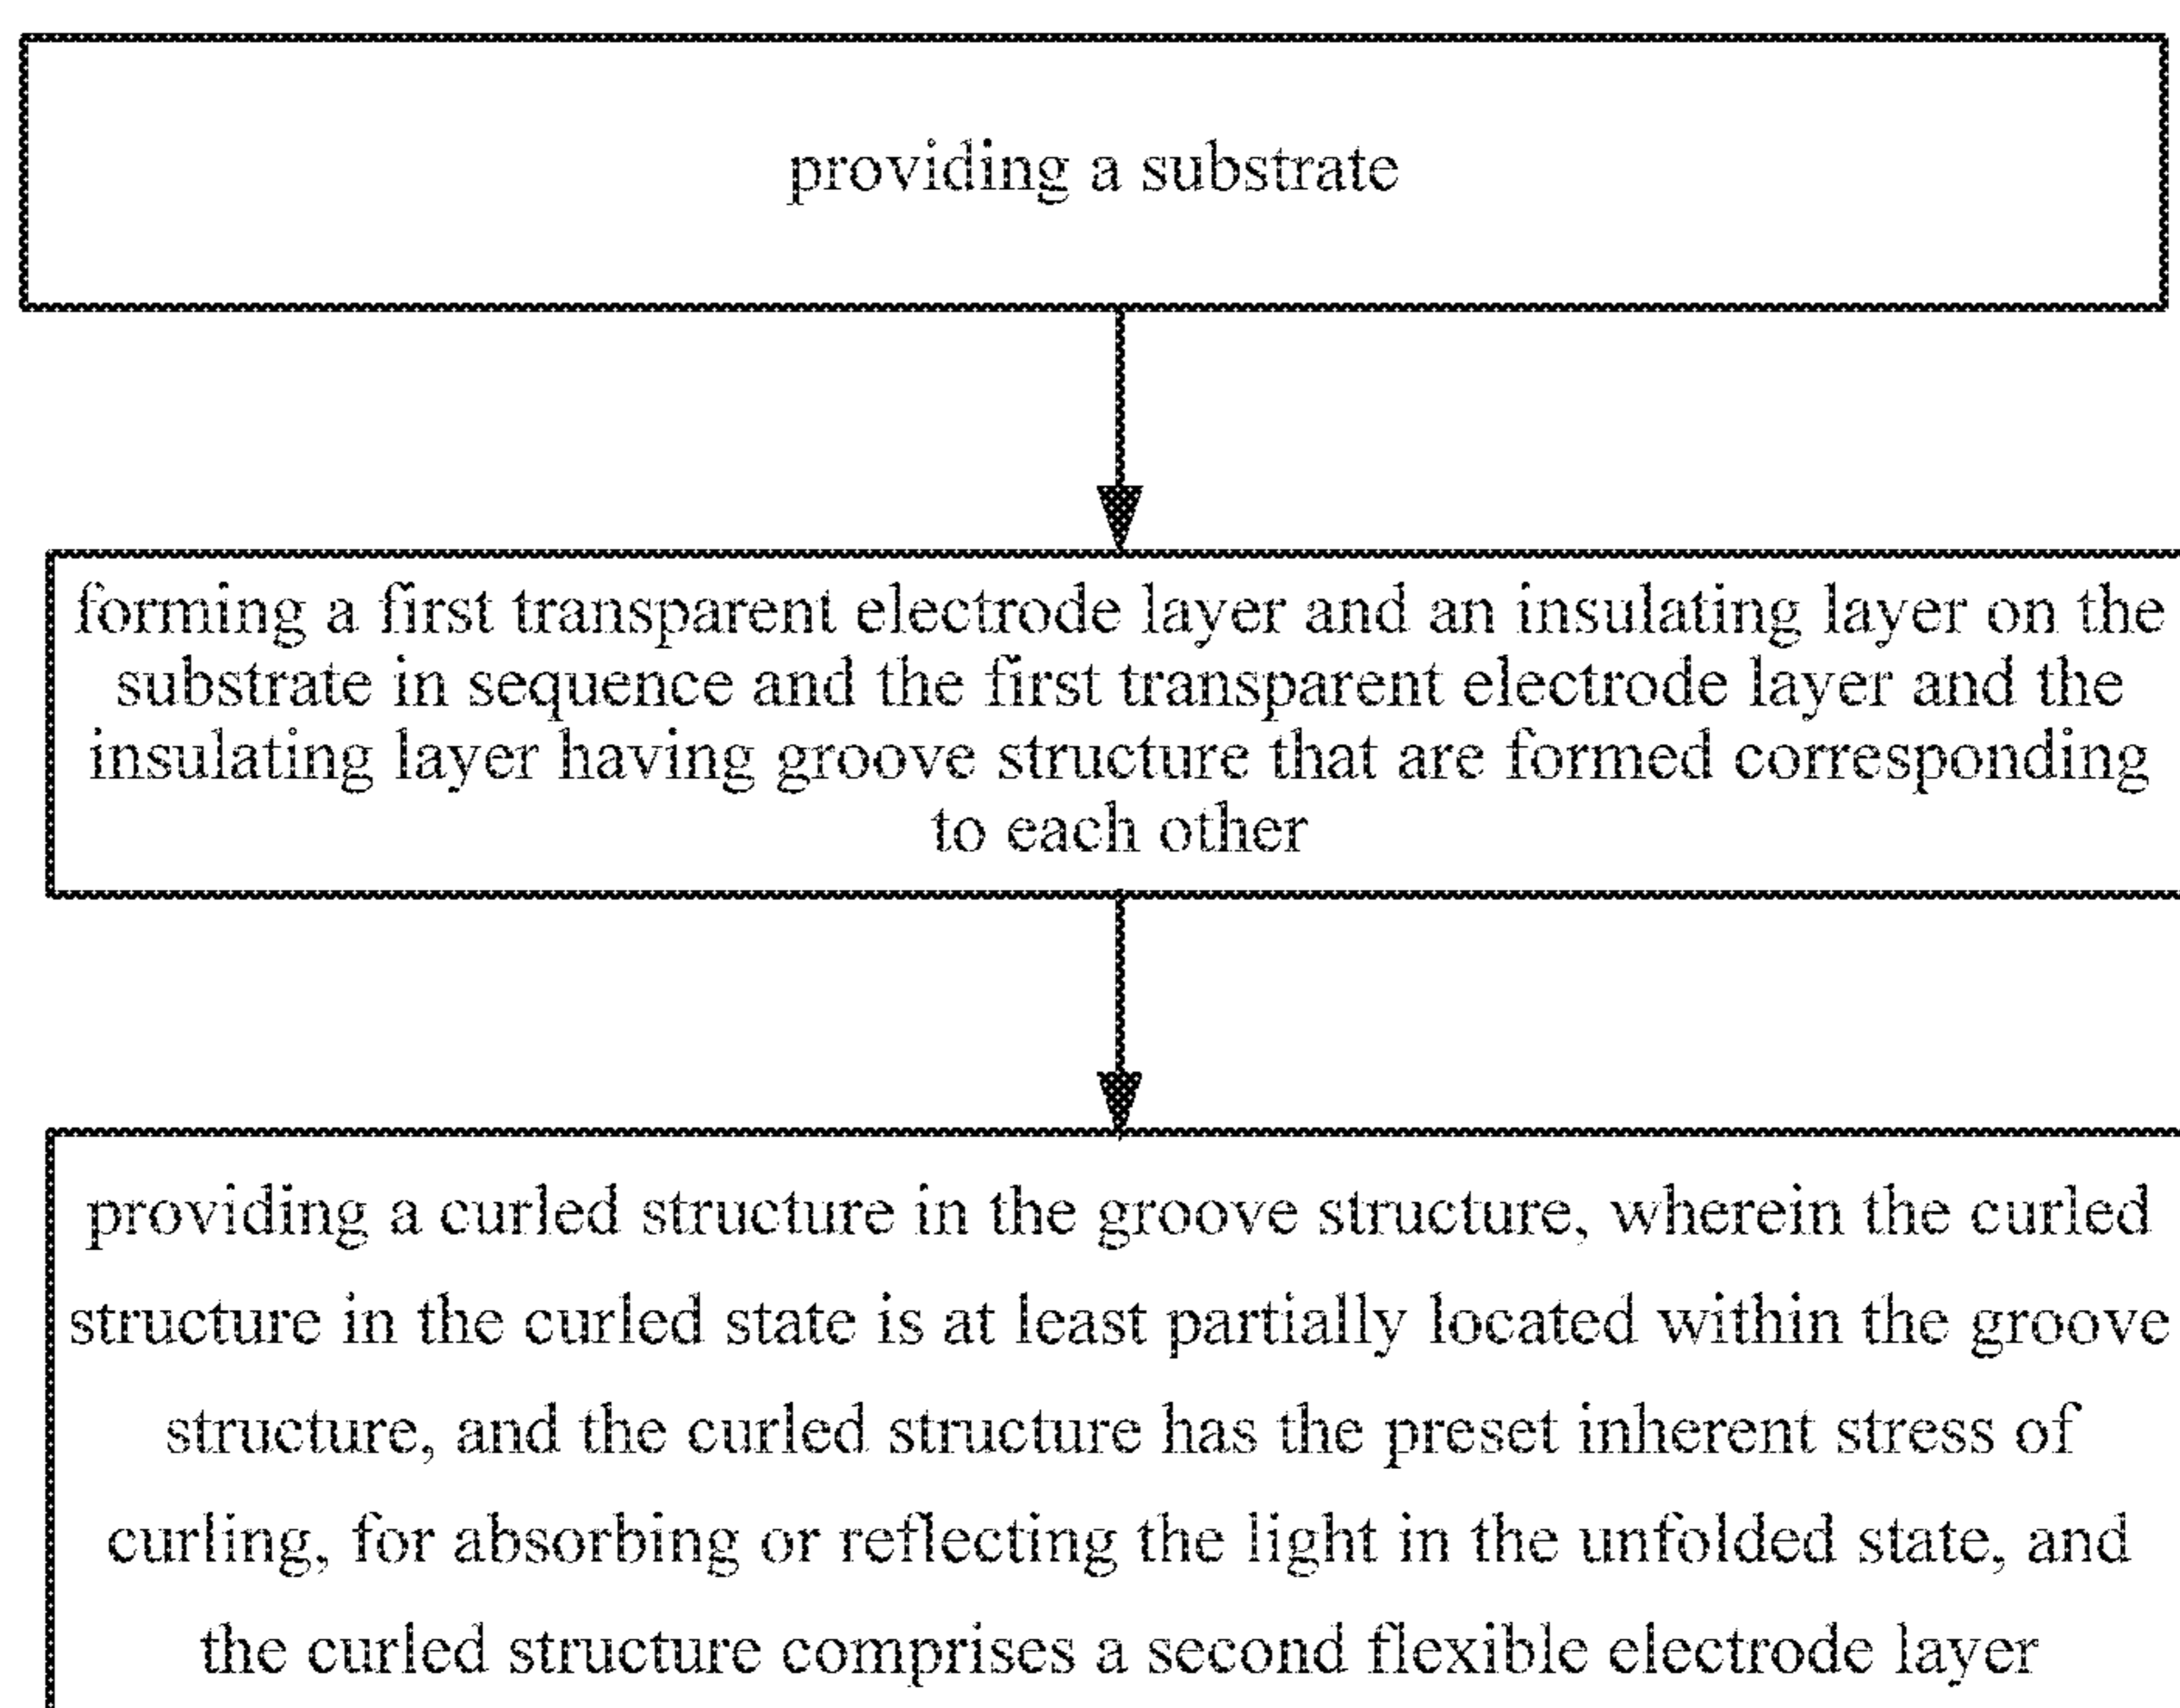 providing a substrate
forming a first transparent electrode layer and an insulating layer on the
substrate in sequence and the first transparent electrode layer and the
insulating layer having groove structure that are formed corresponding
to each other
providing a curled structure in the groove structure, wherein the curled
structure in the curled state is at least partially located within the groove
structure, and the curled structure has the preset inherent stress of
curling, for absorbing or reflecting the light in the unfolded state, and
the curled structure comprises a second flexible electrode layer